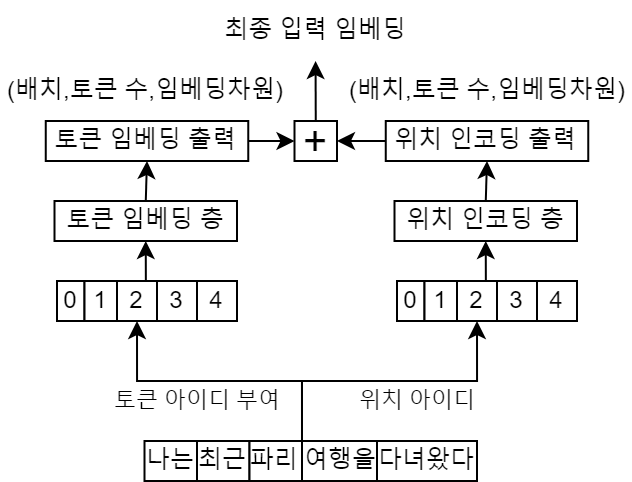 최종 입력 임베딩
(배치,토큰 수,임베딩차원) (배치,토큰 수,임베딩차원)
토큰 임베딩 출력 + 위치 인코딩 출력
토큰 임베딩 층 위치 인코딩 층
0 1 2 3 4 0 1 2 3 4
토큰 아이디 부여 위치 아이디
나는 최근 파리 여행을 다녀왔다